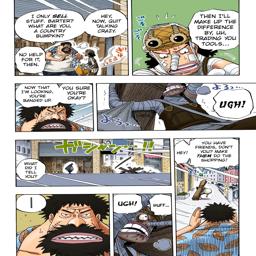 I ONLY SELL
STUFF. BARTER?
WHAT ARE YOU,
A COUNTRY
BUMPKIN?
HEY,
NOW, QUIT
TALKING
CRAZY.
NO HELP
FOR IT,
THEN.
THEN I'LL
MAKE UP THE
DIFFERENCE
BY, UH,
TRADING YOU
TOOLS...
NOW THAT
I'M LOOKING,
YOU'RE
BANGED UP.
YOU SURE
YOU'RE
OKAY?
UGH!
WHAT
DID I
TELL
YOU?
YOU HAVE
FRIENDS, DON'T
YOU? MAKE
THEM DO THE
SHOPPING!
HEY!
I
UGH!
HUFF...